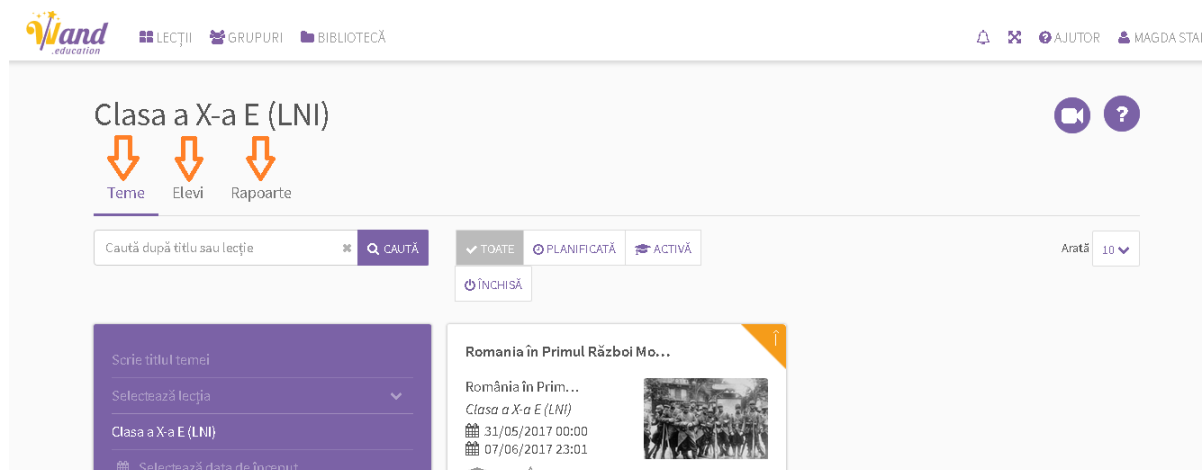 Wand
.education
LECȚII GRUPURI BIBLIOTECĂ
AJUTOR MAGDA STAI
Clasa a X-a E (LNI)
?
Teme Elevi Rapoarte
Caută după titlu sau lecție CAUTĂ
TOATE PLANIFICATĂ ACTIVĂ
ÎNCHISĂ
Arată 10
Scrie titlul temei
Selectează lecția
Clasa a X-a E (LNI)
Selectează data de început
Î
Romania în Primul Război Mo...
România în Prim...
Clasa a X-a E (LNI)
31/05/2017 00:00
07/06/2017 23:01